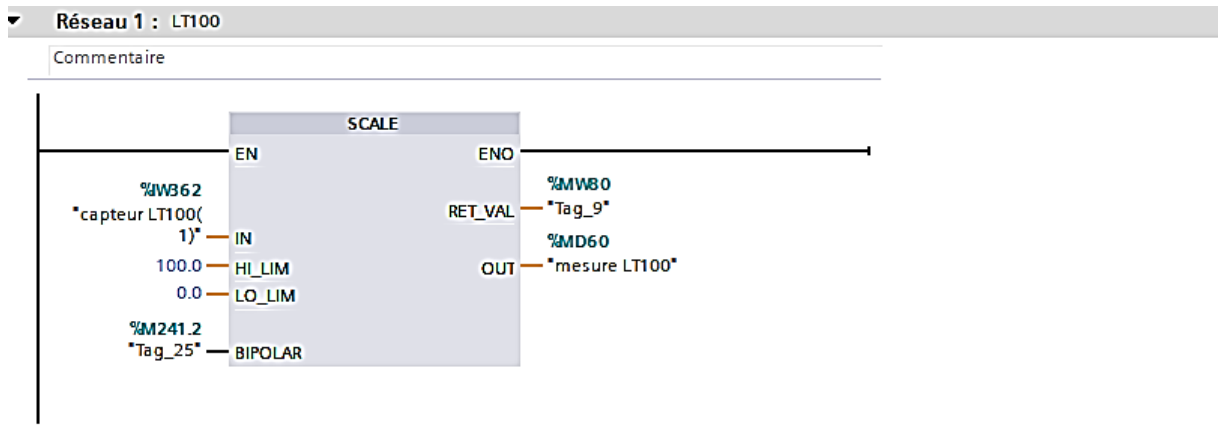 Réseau 1 : LT100
Commentaire
SCALE
EN ENO
%IW362
"capteur LT100(
1)" IN
%MW80
RET_VAL "Tag_9"
%MD60
100.0 HI_LIM OUT "mesure LT100"
0.0 LO_LIM
%M241.2
"Tag_25" BIPOLAR